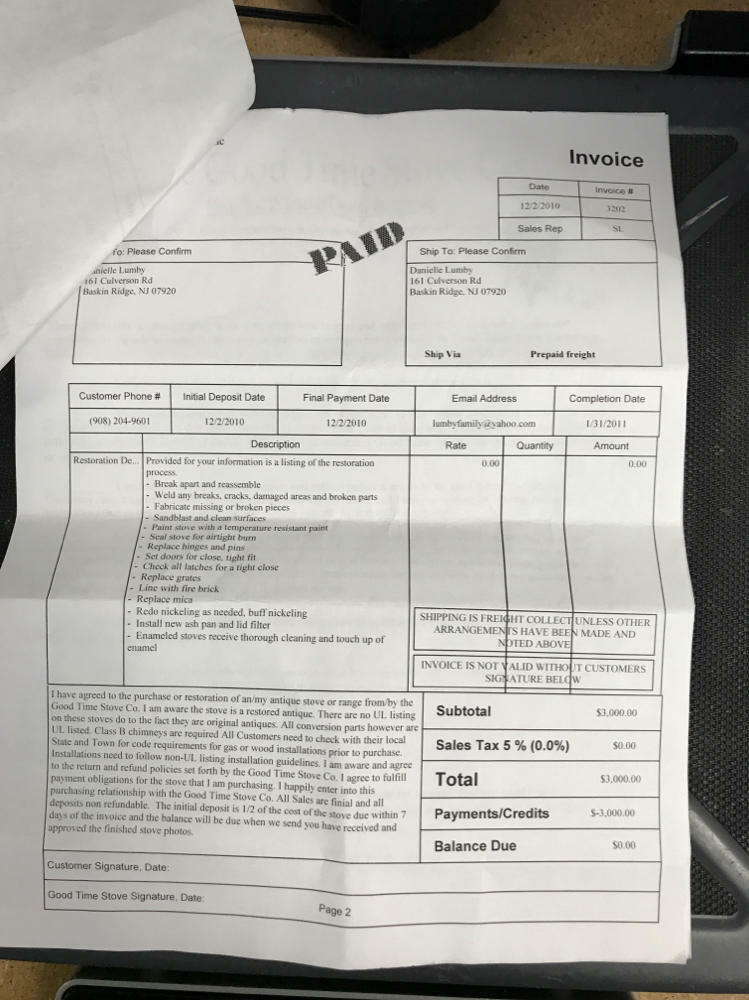 Invoice
Date Invoice #
12/2/2010 3202
Sales Rep SL
PAID
To: Please Confirm
Danielle Lumby
161 Culverson Rd
Baskin Ridge, NJ 07920
Ship To: Please Confirm
Danielle Lumby
161 Culverson Rd
Baskin Ridge, NJ 07920
Ship Via Prepaid freight
Customer Phone # Initial Deposit Date Final Payment Date Email Address Completion Date
(908) 204-9601 12/2/2010 12/2/2010 lumbyfamily@yahoo.com 1/31/2011
Description Rate Quantity Amount
Restoration De... Provided for your information is a listing of the restoration 0.00 0.00
process.
- Break apart and reassemble
- Weld any breaks, cracks, damaged areas and broken parts
- Fabricate missing or broken pieces
- Sandblast and clean surfaces
- Paint stove with a temperature resistant paint
- Seal stove for airtight burn
- Replace hinges and pins
- Set doors for close, tight fit
- Check all latches for a tight close
- Replace grates
- Line with fire brick
- Replace mica
- Redo nickeling as needed, buff nickeling
- Install new ash pan and lid filter
- Enameled stoves receive thorough cleaning and touch up of
enamel
SHIPPING IS FREIGHT COLLECT UNLESS OTHER
ARRANGEMENTS HAVE BEEN MADE AND
NOTED ABOVE
INVOICE IS NOT VALID WITHOUT CUSTOMERS
SIGNATURE BELOW
I have agreed to the purchase or restoration of an/my antique stove or range from/by the
Good Time Stove Co. I am aware the stove is a restored antique. There are no UL listing
on these stoves do to the fact they are original antiques. All conversion parts however are
UL listed. Class B chimneys are required All Customers need to check with their local
State and Town for code requirements for gas or wood installations prior to purchase.
Installations need to follow non-UL listing installation guidelines. I am aware and agree
to the return and refund policies set forth by the Good Time Stove Co. I agree to fulfill
payment obligations for the stove that I am purchasing. I happily enter into this
purchasing relationship with the Good Time Stove Co. All Sales are finial and all
deposits non refundable. The initial deposit is 1/2 of the cost of the stove due within 7
days of the invoice and the balance will be due when we send you have received and
approved the finished stove photos.
Subtotal $3,000.00
Sales Tax 5 % (0.0%) $0.00
Total $3,000.00
Payments/Credits $-3,000.00
Balance Due $0.00
Customer Signature, Date:
Good Time Stove Signature, Date:
Page 2